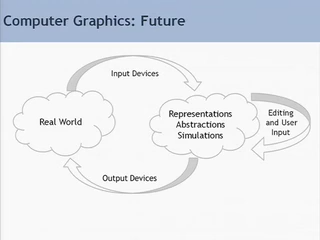 Computer Graphics: Future
Input Devices
Real World
Representations
Abstractions
Simulations
Editing
and User
Input
Output Devices